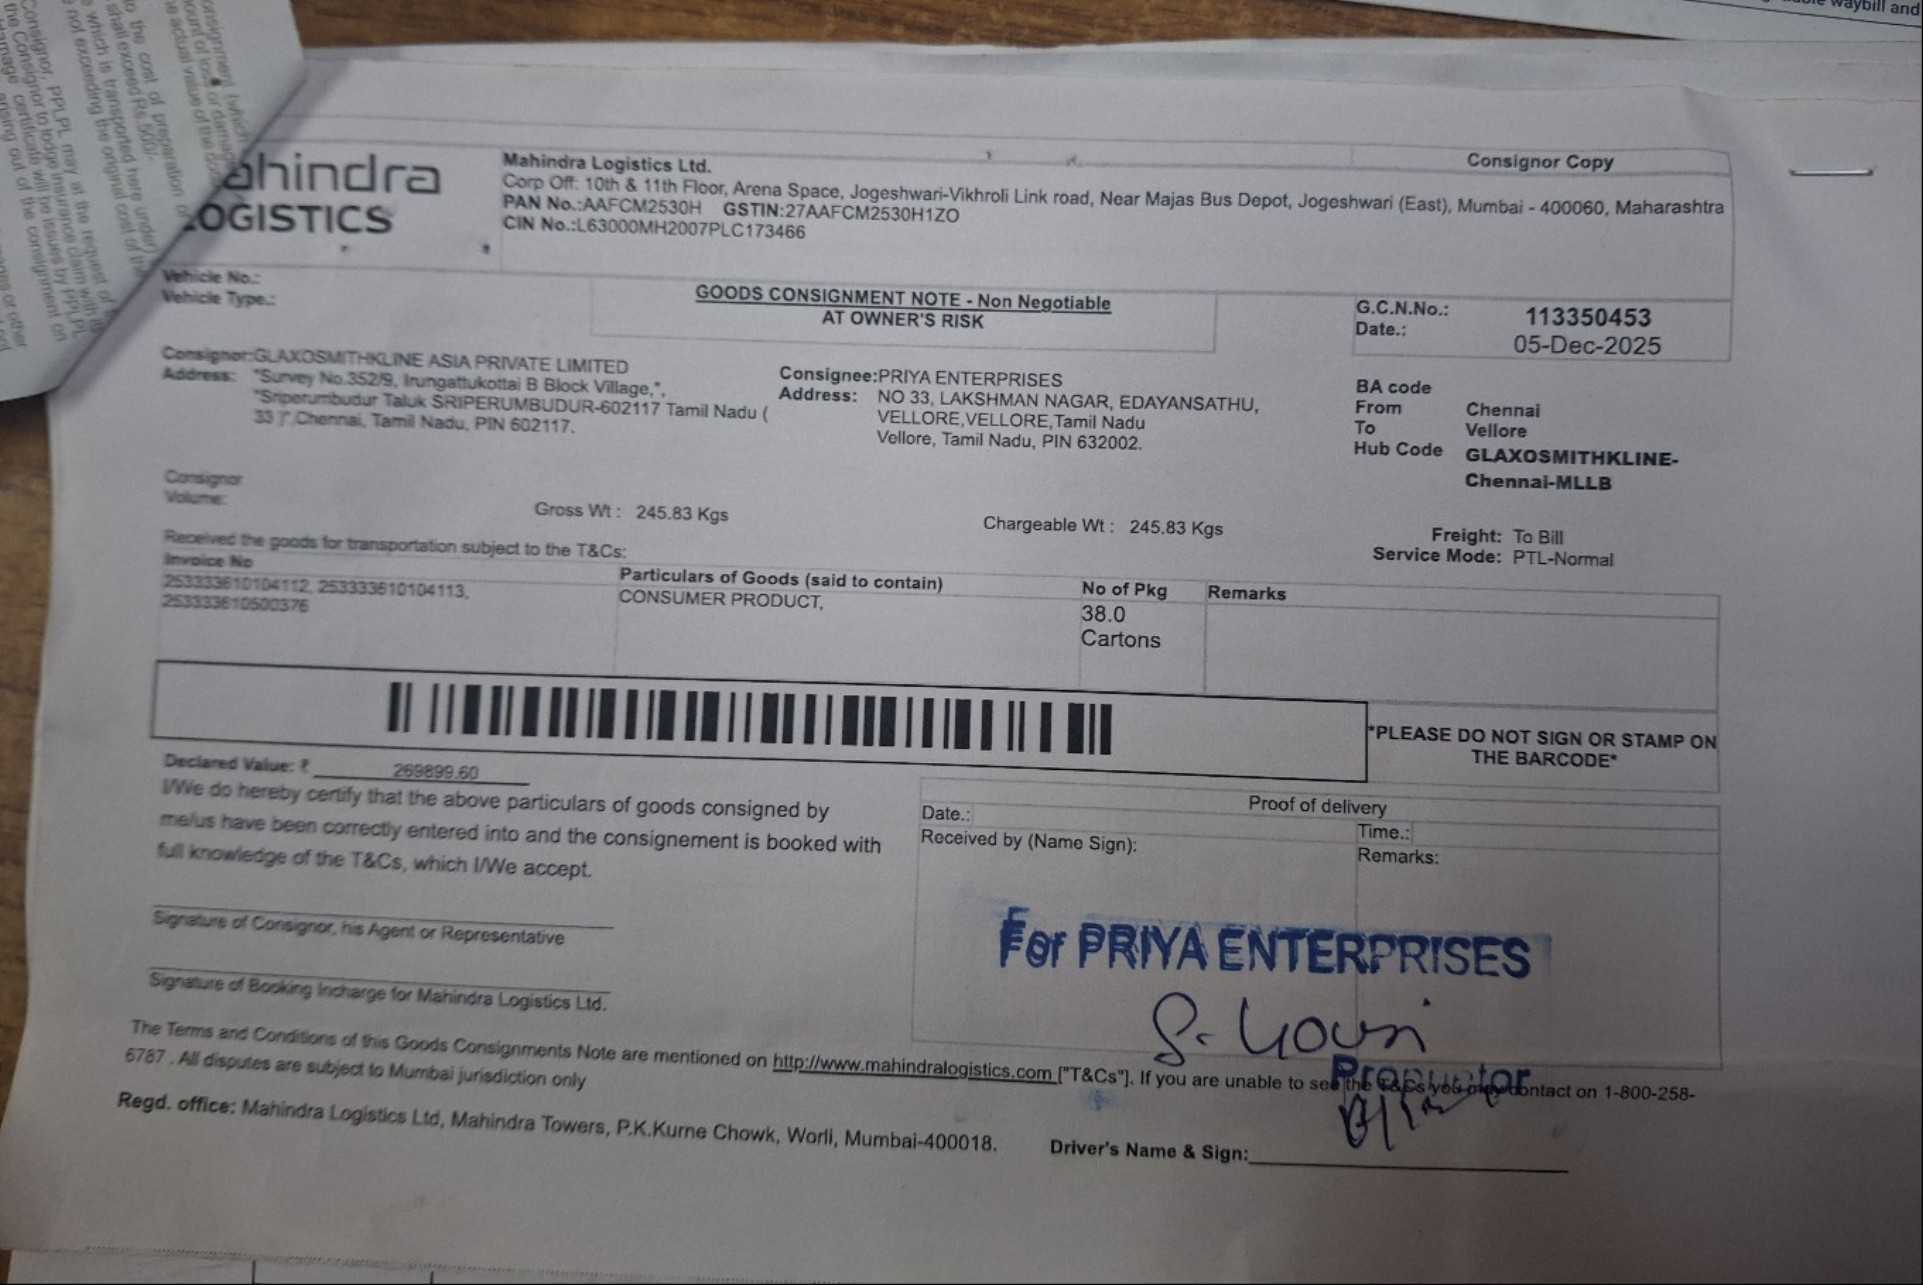 waybill and
ahindra
LOGISTICS
Mahindra Logistics Ltd.
Consignor Copy
Corp Off: 10th & 11th Floor, Arena Space, Jogeshwari-Vikhroli Link road, Near Majas Bus Depot, Jogeshwari (East), Mumbai - 400060, Maharashtra
PAN No.:AAFCM2530H GSTIN:27AAFCM2530H1ZO
CIN No.:L63000MH2007PLC173466
Vehicle No.:
Vehicle Type.:
GOODS CONSIGNMENT NOTE - Non Negotiable
AT OWNER'S RISK
G.C.N.No.: 113350453
Date.: 05-Dec-2025
Consignor:GLAXOSMITHKLINE ASIA PRIVATE LIMITED
Address: "Survey No.352/9, Irungattukottai B Block Village,",
"Sriperumbudur Taluk SRIPERUMBUDUR-602117 Tamil Nadu (
33 )",Chennai, Tamil Nadu, PIN 602117.
Consignee:PRIYA ENTERPRISES
Address: NO 33, LAKSHMAN NAGAR, EDAYANSATHU,
VELLORE,VELLORE,Tamil Nadu
Vellore, Tamil Nadu, PIN 632002.
BA code
From Chennai
To Vellore
Hub Code GLAXOSMITHKLINE-
Chennai-MLLB
Consignor
Volume:
Gross Wt : 245.83 Kgs
Chargeable Wt : 245.83 Kgs
Freight: To Bill
Service Mode: PTL-Normal
Received the goods for transportation subject to the T&Cs:
Invoice No
Particulars of Goods (said to contain)
No of Pkg
Remarks
253333610104112, 253333610104113,
253333610500376
CONSUMER PRODUCT,
38.0
Cartons
*PLEASE DO NOT SIGN OR STAMP ON
THE BARCODE*
Declared Value: ₹ 269899.60
I/We do hereby certify that the above particulars of goods consigned by
me/us have been correctly entered into and the consignement is booked with
full knowledge of the T&Cs, which I/We accept.
Proof of delivery
Date.:
Time.:
Received by (Name Sign):
Remarks:
Signature of Consignor, his Agent or Representative
For PRIYA ENTERPRISES
Signature of Booking Incharge for Mahindra Logistics Ltd.
Proprietor
The Terms and Conditions of this Goods Consignments Note are mentioned on http://www.mahindralogistics.com ["T&Cs"]. If you are unable to see the T&Cs you may contact on 1-800-258-
6787 . All disputes are subject to Mumbai jurisdiction only
Regd. office: Mahindra Logistics Ltd, Mahindra Towers, P.K.Kurne Chowk, Worli, Mumbai-400018.
Driver's Name & Sign: